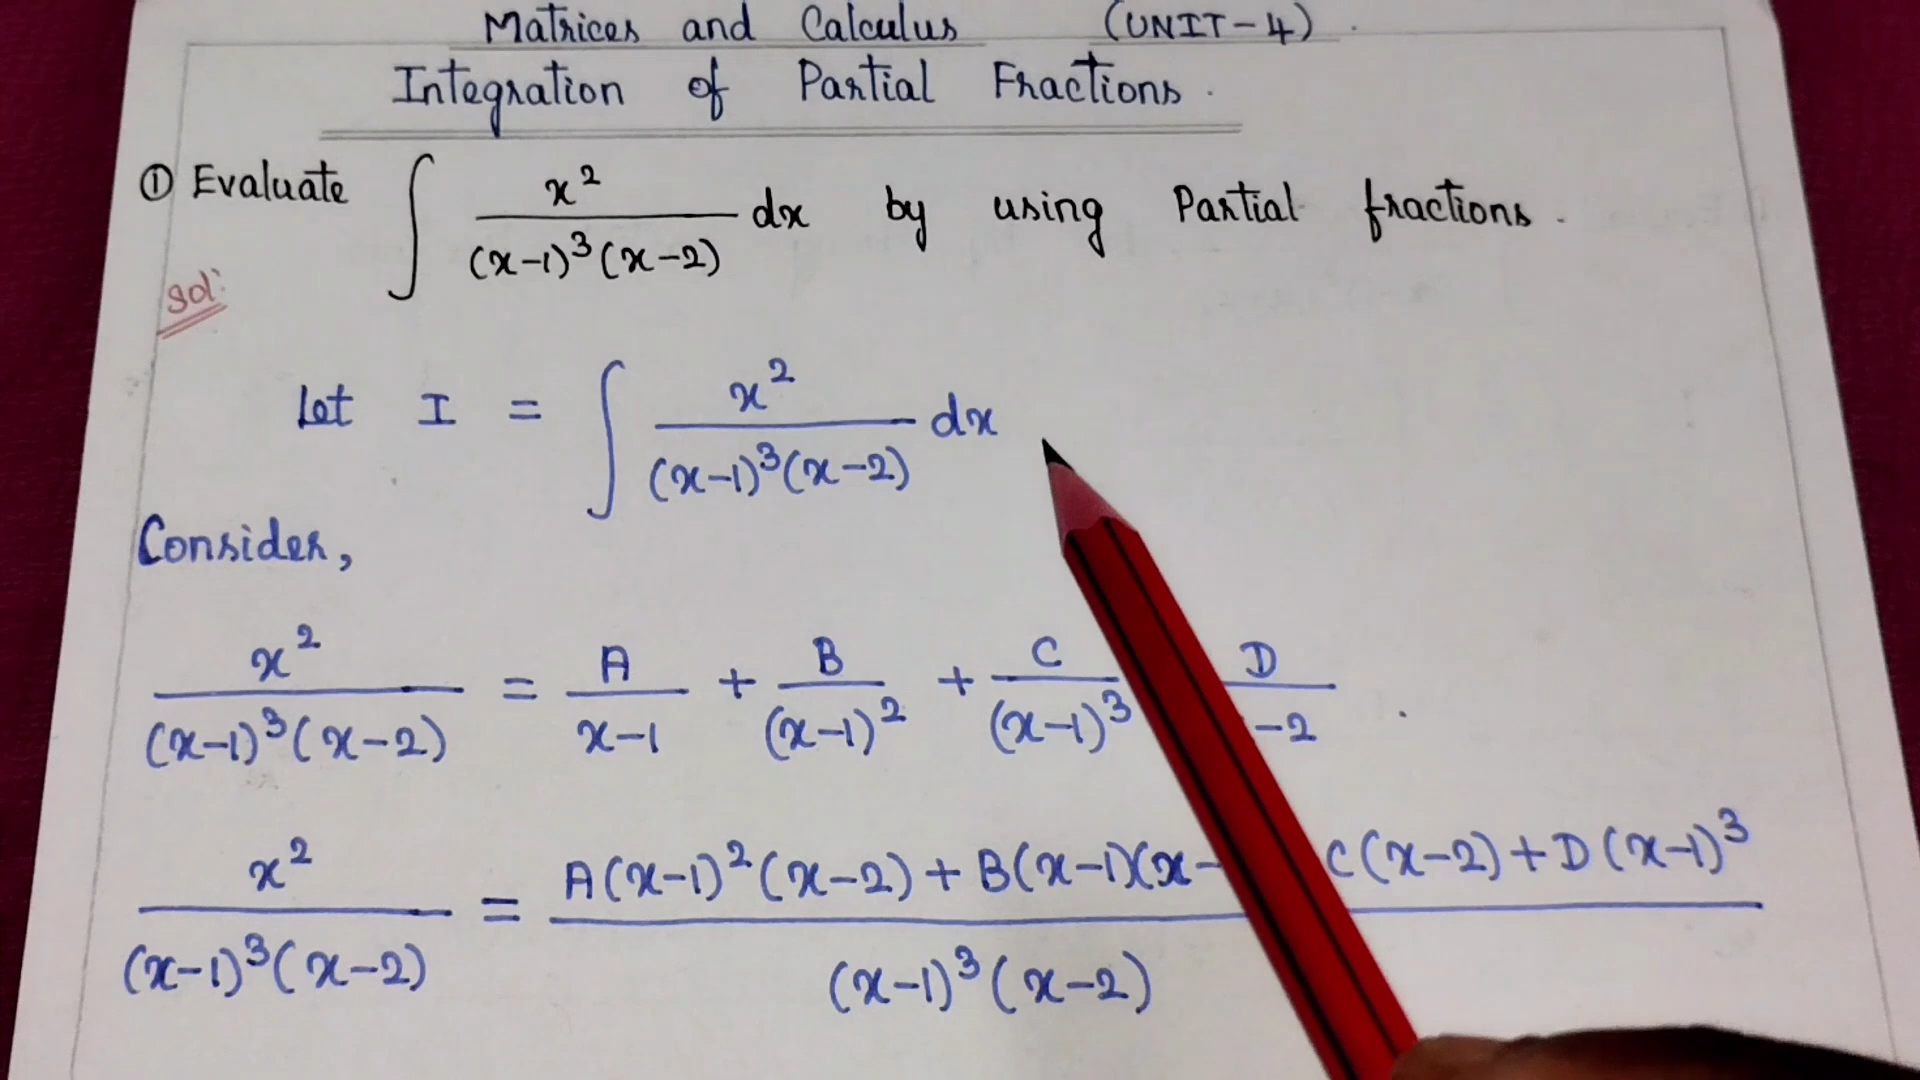 Matrices and Calculus (UNIT-4).
Integration of Partial Fractions.
① Evaluate ∫ x² / (x-1)³(x-2) dx by using Partial fractions.
Sol:
Let I = ∫ x² / (x-1)³(x-2) dx
Consider,
x² / (x-1)³(x-2) = A / x-1 + B / (x-1)² + C / (x-1)³ D / -2 .
x² / (x-1)³(x-2) = A(x-1)²(x-2) + B(x-1)(x- C(x-2) + D(x-1)³ / (x-1)³(x-2)